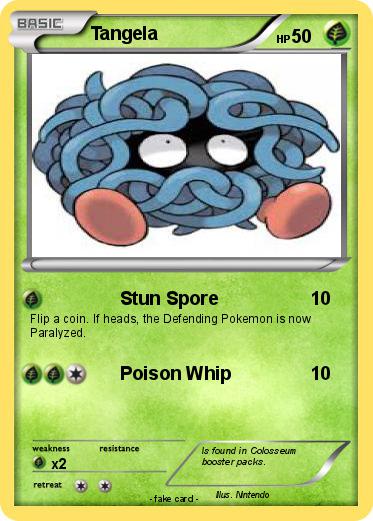 BASIC
Tangela
HP50
Stun Spore 10
Flip a coin. If heads, the Defending Pokemon is now
Paralyzed.
Poison Whip 10
weakness resistance
x2
Is found in Colosseum
booster packs.
retreat
- fake card -
Illus. Nintendo